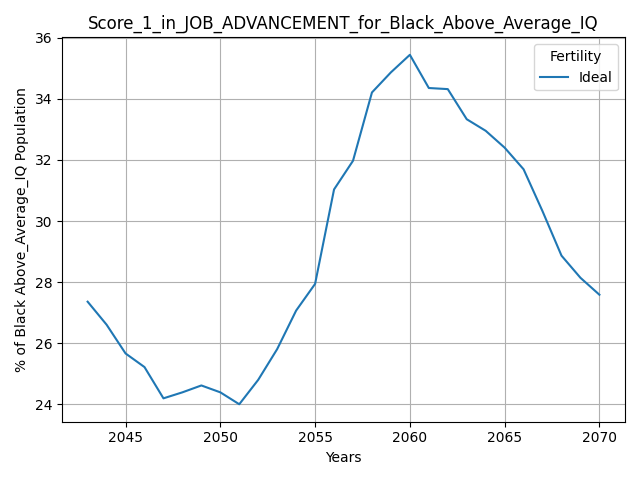 Score_1_in_JOB_ADVANCEMENT_for_Black_Above_Average_IQ
Fertility
Ideal
% of Black Above_Average_IQ Population
36
34
32
30
28
26
24
2045
2050
2055
2060
2065
2070
Years